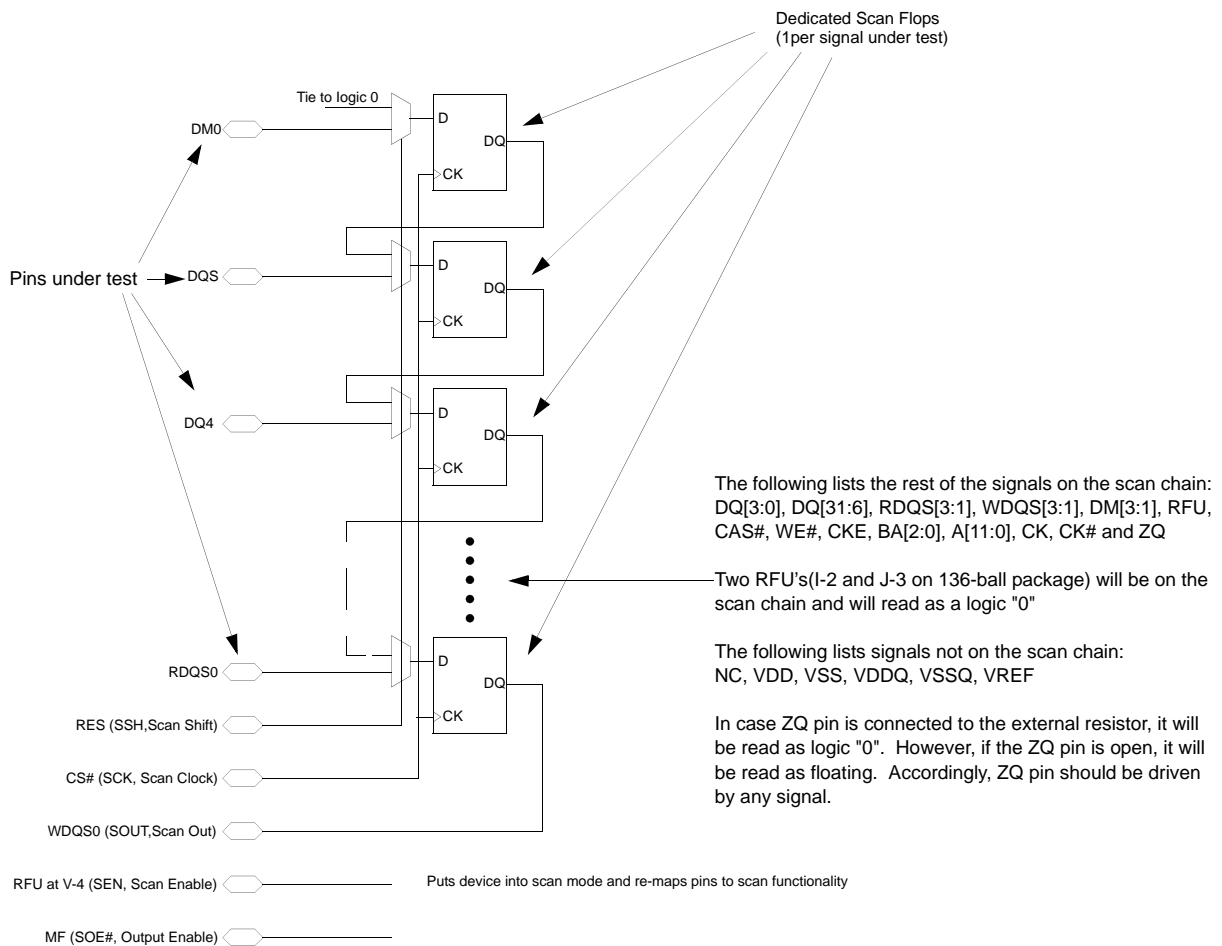 Dedicated Scan Flops
(1per signal under test)
Tie to logic 0
DM0
D
DQ
CK
Pins under test
DQS
D
DQ
CK
DQ4
D
DQ
CK
The following lists the rest of the signals on the scan chain:
DQ[3:0], DQ[31:6], RDQS[3:1], WDQS[3:1], DM[3:1], RFU,
CAS#, WE#, CKE, BA[2:0], A[11:0], CK, CK# and ZQ
Two RFU's(I-2 and J-3 on 136-ball package) will be on the
scan chain and will read as a logic "0"
The following lists signals not on the scan chain:
NC, VDD, VSS, VDDQ, VSSQ, VREF
In case ZQ pin is connected to the external resistor, it will
be read as logic "0".  However, if the ZQ pin is open, it will
be read as floating.  Accordingly, ZQ pin should be driven
by any signal.
RDQS0
D
DQ
CK
RES (SSH,Scan Shift)
CS# (SCK, Scan Clock)
WDQS0 (SOUT,Scan Out)
RFU at V-4 (SEN, Scan Enable)
Puts device into scan mode and re-maps pins to scan functionality
MF (SOE#, Output Enable)